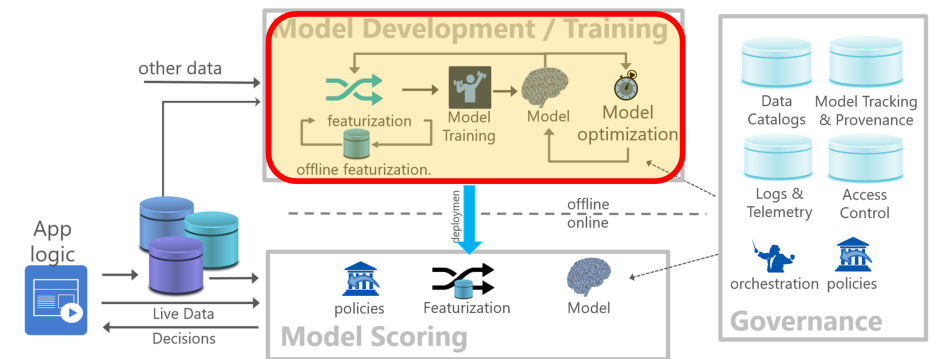 Model Development / Training
other data
featurization
Model
Training
Model
Model
optimization
offline featurization.
Data
Catalogs
Model Tracking
& Provenance
Logs &
Telemetry
Access
Control
orchestration
policies
Governance
deploymen
offline
online
App
logic
Live Data
Decisions
policies
Featurization
Model
Model Scoring